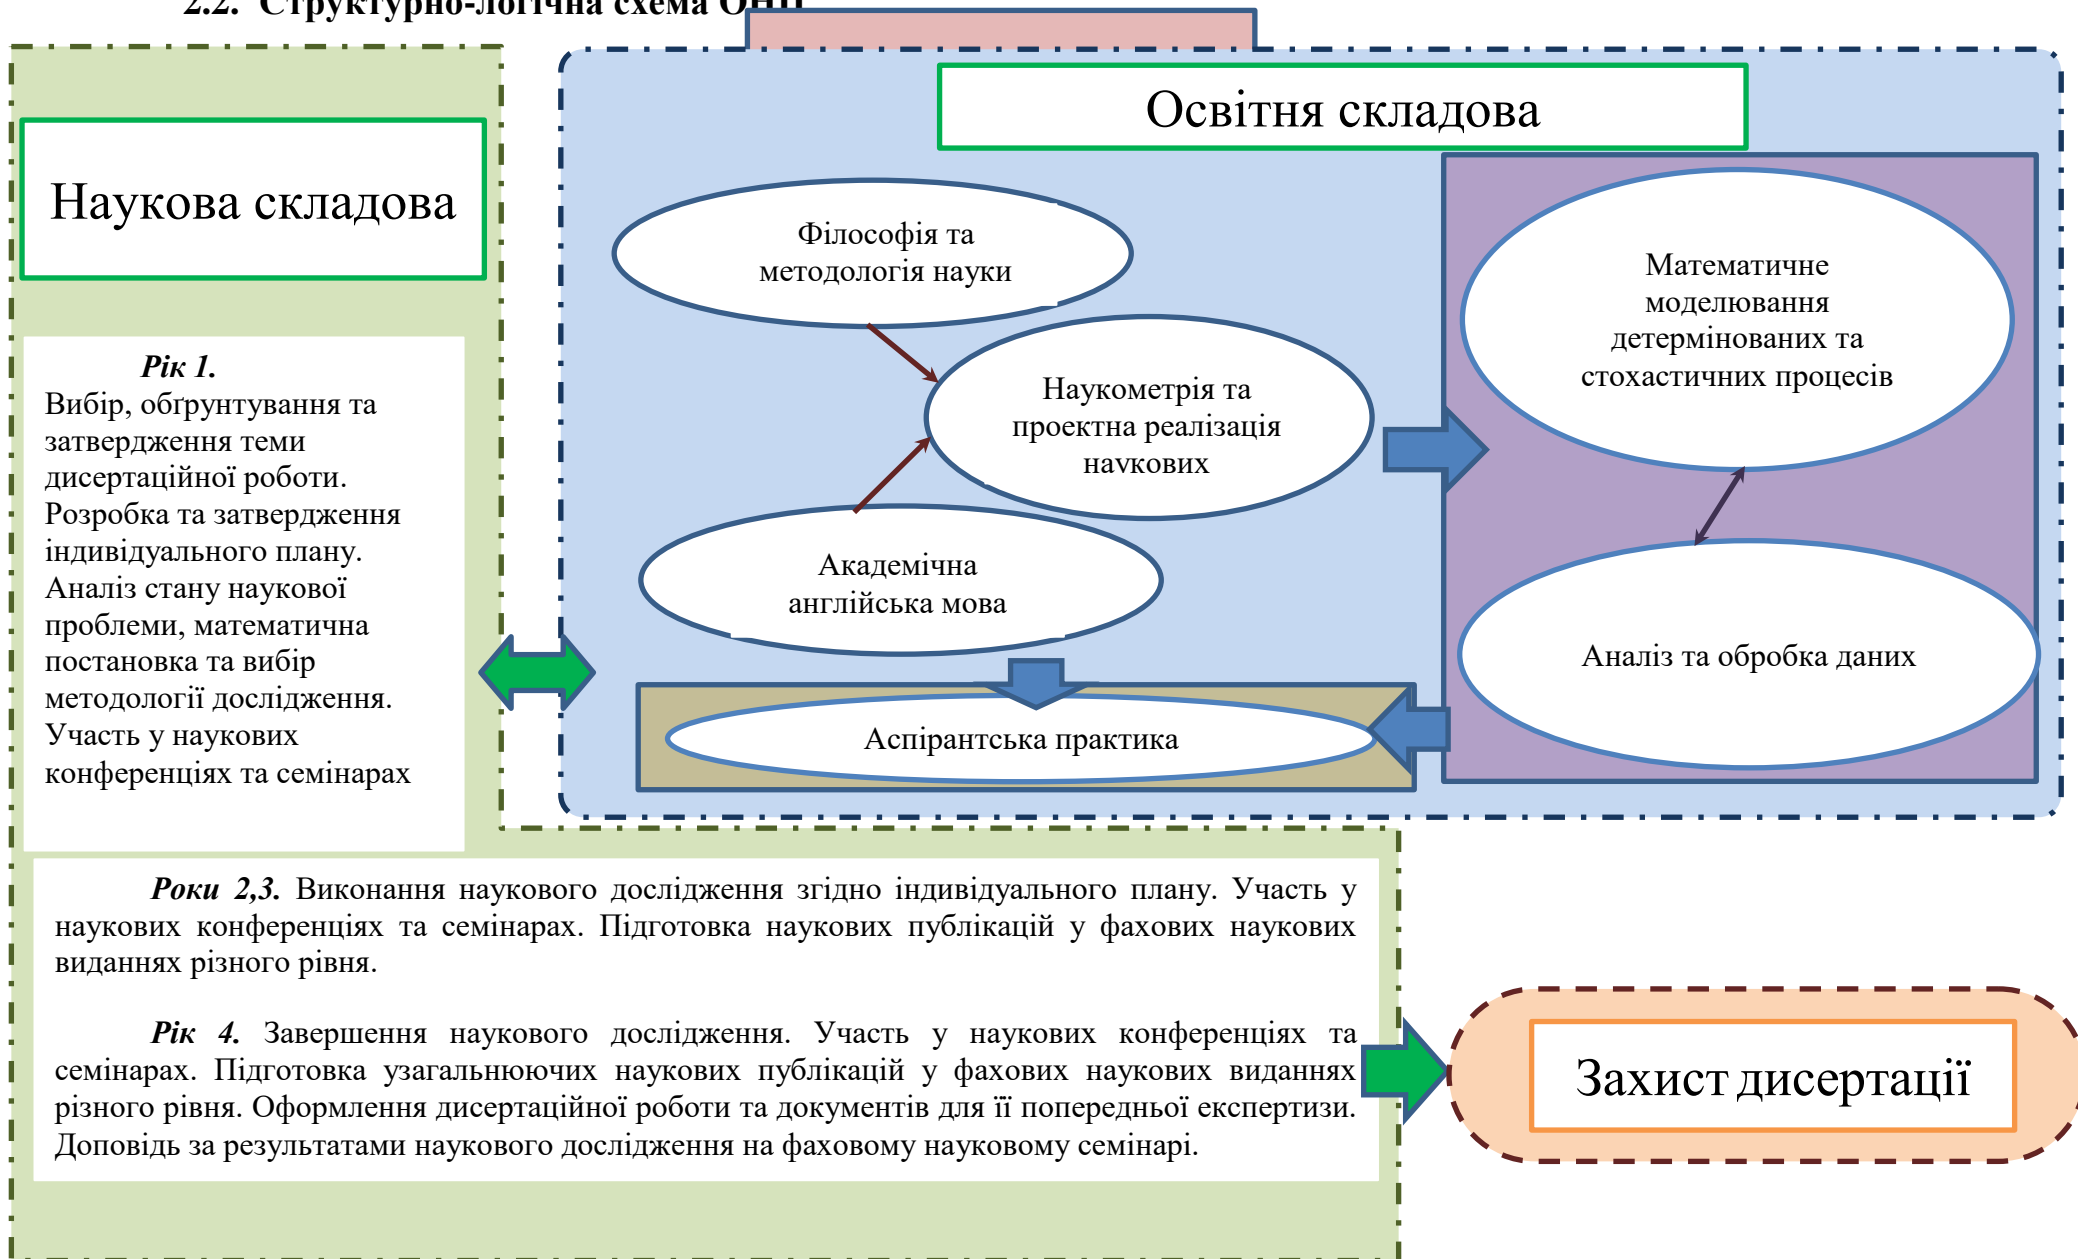 2.2. Структурно-логічна схема ОНП
Наукова складова
Рік 1.
Вибір, обґрунтування та
затвердження теми
дисертаційної роботи.
Розробка та затвердження
індивідуального плану.
Аналіз стану наукової
проблеми, математична
постановка та вибір
методології дослідження.
Участь у наукових
конференціях та семінарах
Освітня складова
Філософія та
методологія науки
Наукометрія та
проектна реалізація
наукових
Академічна
англійська мова
Аспірантська практика
Математичне
моделювання
детермінованих та
стохастичних процесів
Аналіз та обробка даних
Роки 2,3. Виконання наукового дослідження згідно індивідуального плану. Участь у
наукових конференціях та семінарах. Підготовка наукових публікацій у фахових наукових
виданнях різного рівня.
Рік 4. Завершення наукового дослідження. Участь у наукових конференціях та
семінарах. Підготовка узагальнюючих наукових публікацій у фахових наукових виданнях
різного рівня. Оформлення дисертаційної роботи та документів для її попередньої експертизи.
Доповідь за результатами наукового дослідження на фаховому науковому семінарі.
Захист дисертації